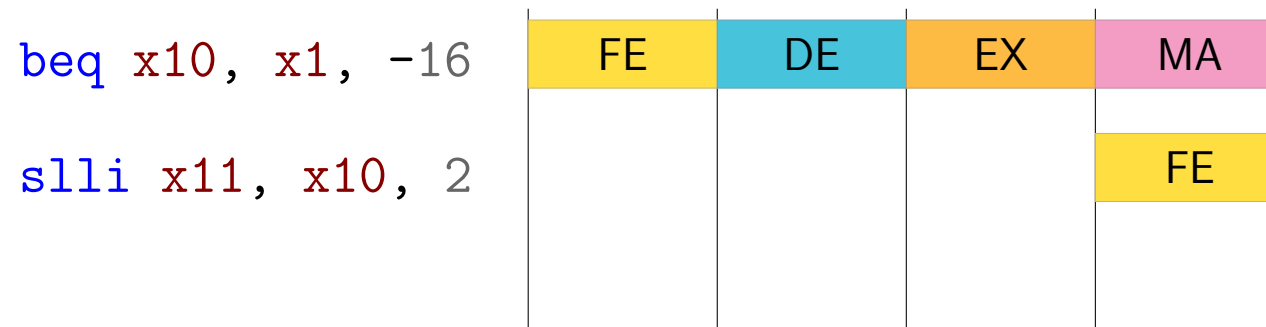 beq x10, x1, -16 FE DE EX MA
slli x11, x10, 2 FE